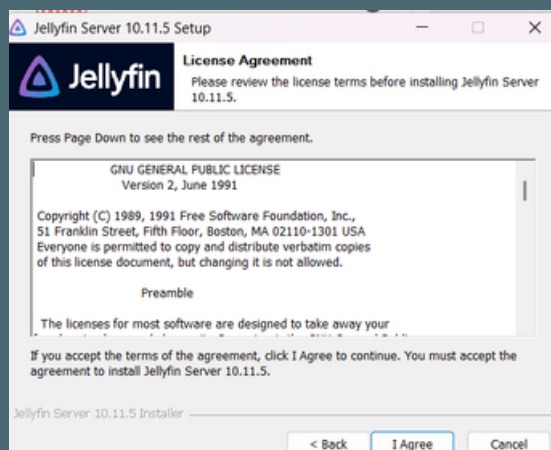 Jellyfin Server 10.11.5 Setup
Jellyfin
License Agreement
Please review the license terms before installing Jellyfin Server
10.11.5.
Press Page Down to see the rest of the agreement.
GNU GENERAL PUBLIC LICENSE
Version 2, June 1991
Copyright (C) 1989, 1991 Free Software Foundation, Inc.,
51 Franklin Street, Fifth Floor, Boston, MA 02110-1301 USA
Everyone is permitted to copy and distribute verbatim copies
of this license document, but changing it is not allowed.
Preamble
The licenses for most software are designed to take away your
If you accept the terms of the agreement, click I Agree to continue. You must accept the
agreement to install Jellyfin Server 10.11.5.
Jellyfin Server 10.11.5 Installer
< Back
I Agree
Cancel